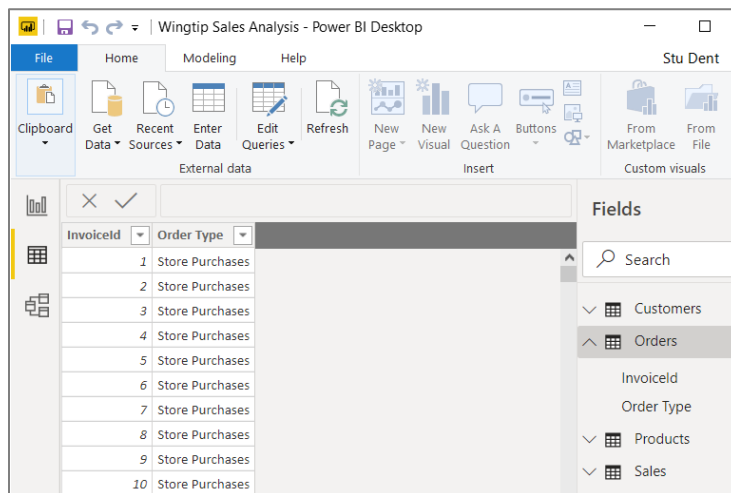 Wingtip Sales Analysis - Power BI Desktop
File Home Modeling Help Stu Dent
Clipboard
Get Data
Recent Sources
Enter Data
Edit Queries
Refresh
New Page
New Visual
Ask A Question
Buttons
From Marketplace
From File
External data Insert Custom visuals
Fields
Search
InvoiceId Order Type
1 Store Purchases
2 Store Purchases
3 Store Purchases
4 Store Purchases
5 Store Purchases
6 Store Purchases
7 Store Purchases
8 Store Purchases
9 Store Purchases
10 Store Purchases
Customers
Orders
InvoiceId
Order Type
Products
Sales